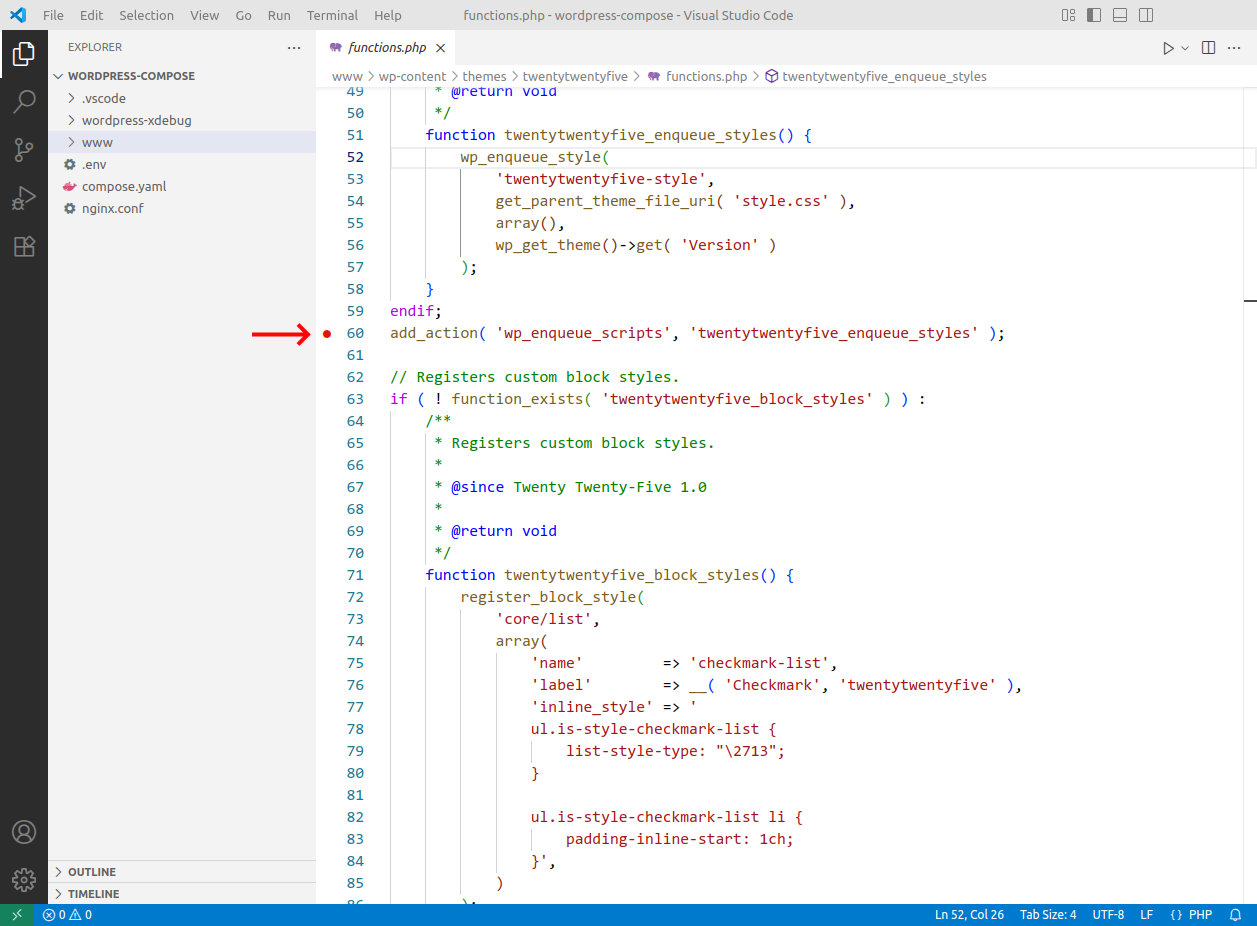 File Edit Selection View Go Run Terminal Help functions.php - wordpress-compose - Visual Studio Code
EXPLORER
WORDPRESS-COMPOSE
.vscode
wordpress-xdebug
www
.env
compose.yaml
nginx.conf
OUTLINE
TIMELINE
functions.php
www > wp-content > themes > twentytwentyfive > functions.php > twentytwentyfive_enqueue_styles
49 * @return void
50 */
51 function twentytwentyfive_enqueue_styles() {
52 wp_enqueue_style(
53 'twentytwentyfive-style',
54 get_parent_theme_file_uri( 'style.css' ),
55 array(),
56 wp_get_theme()->get( 'Version' )
57 );
58 }
59 endif;
60 add_action( 'wp_enqueue_scripts', 'twentytwentyfive_enqueue_styles' );
61
62 // Registers custom block styles.
63 if ( ! function_exists( 'twentytwentyfive_block_styles' ) ) :
64 /**
65 * Registers custom block styles.
66 *
67 * @since Twenty Twenty-Five 1.0
68 *
69 * @return void
70 */
71 function twentytwentyfive_block_styles() {
72 register_block_style(
73 'core/list',
74 array(
75 'name' => 'checkmark-list',
76 'label' => __( 'Checkmark', 'twentytwentyfive' ),
77 'inline_style' => '
78 ul.is-style-checkmark-list {
79 list-style-type: "\2713";
80 }
81
82 ul.is-style-checkmark-list li {
83 padding-inline-start: 1ch;
84 }',
85 )
86 );
0 0 Ln 52, Col 26 Tab Size: 4 UTF-8 LF {} PHP